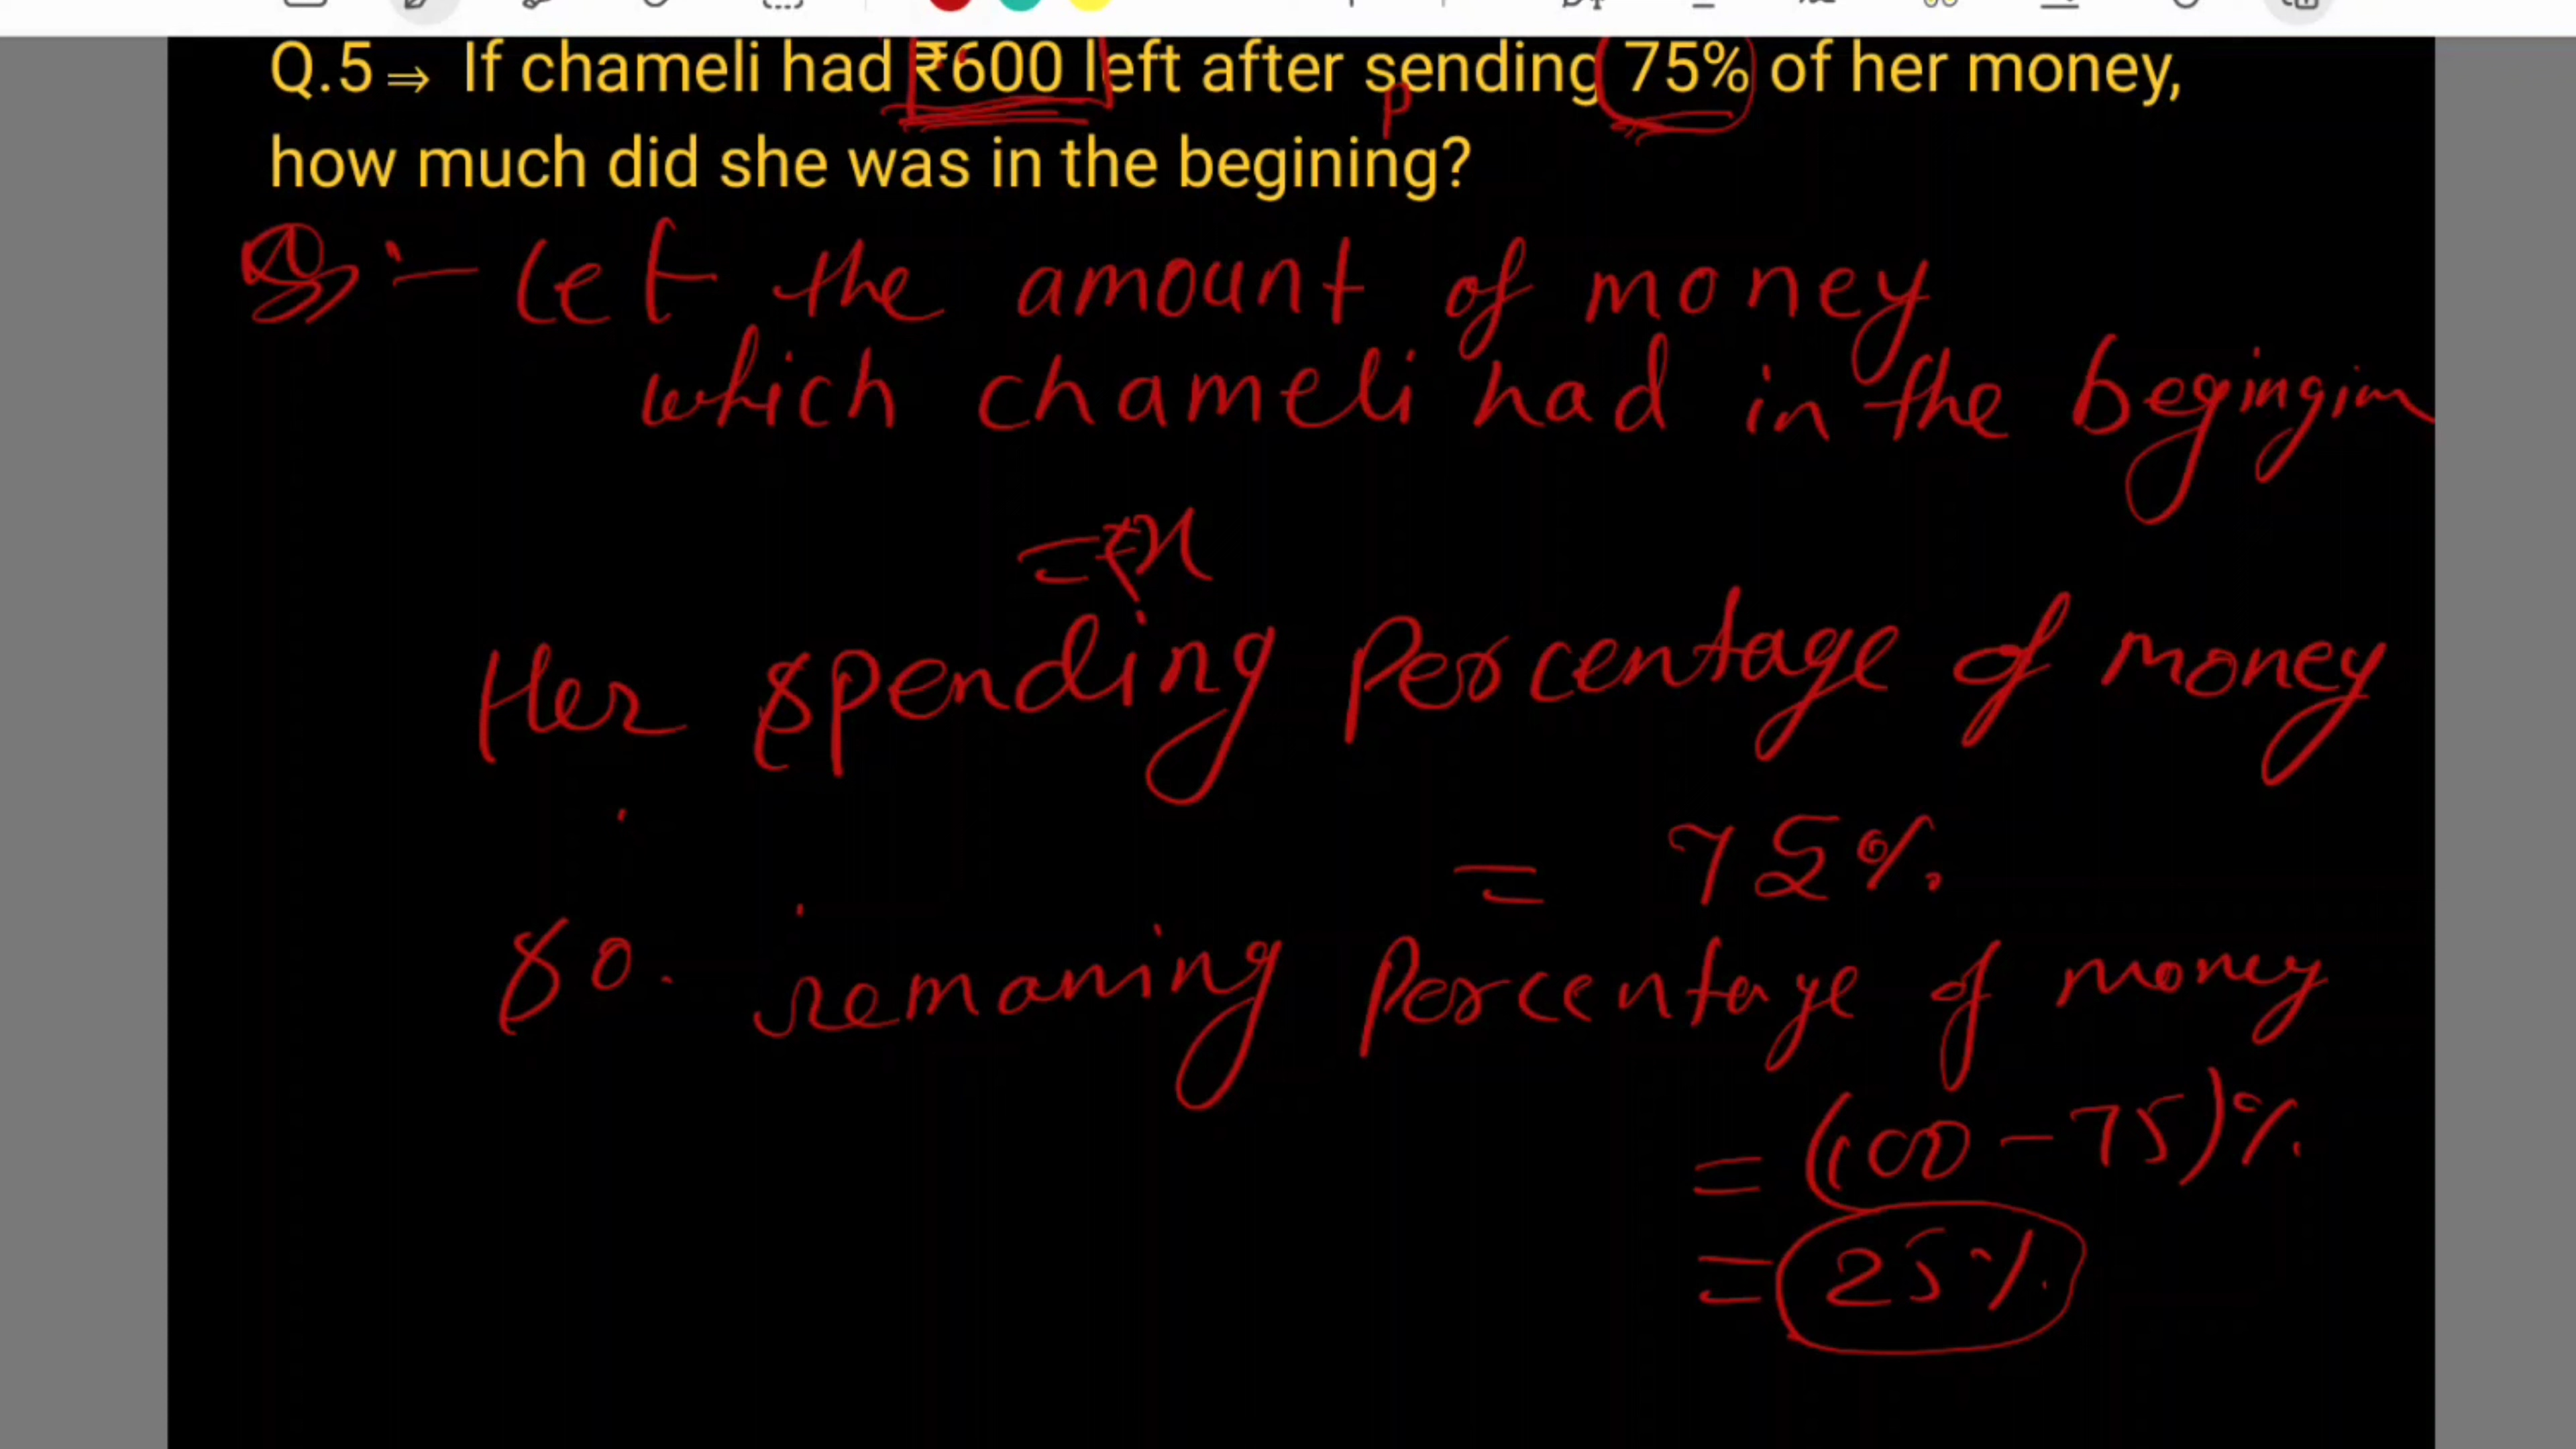 Q.5⇒ If chameli had ₹600 left after sending 75% of her money,
p
how much did she was in the begining?
:- Let the amount of money
which chameli had in the begingin
= ₹x
Her spending percentage of money
= 75%
So. remaning percentage of money
= (100-75)%
= 25%